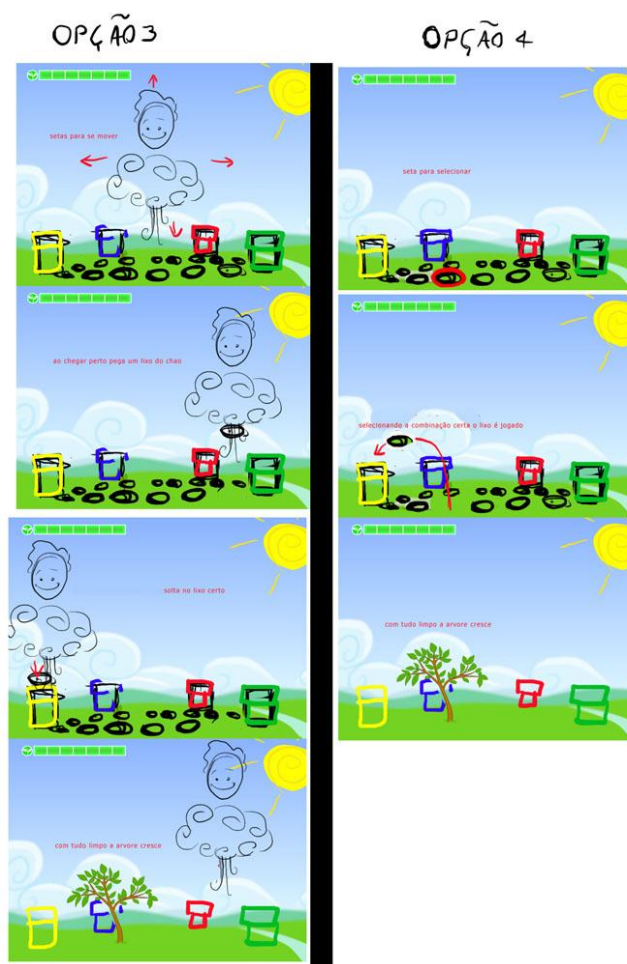 OPÇÃO 3
setas para se mover
ao chegar perto pega um lixo do chao
solta no lixo certo
com tudo limpo a arvore cresce
OPÇÃO 4
seta para selecionar
selecionando a combinação certa o lixo é jogado
com tudo limpo a arvore cresce